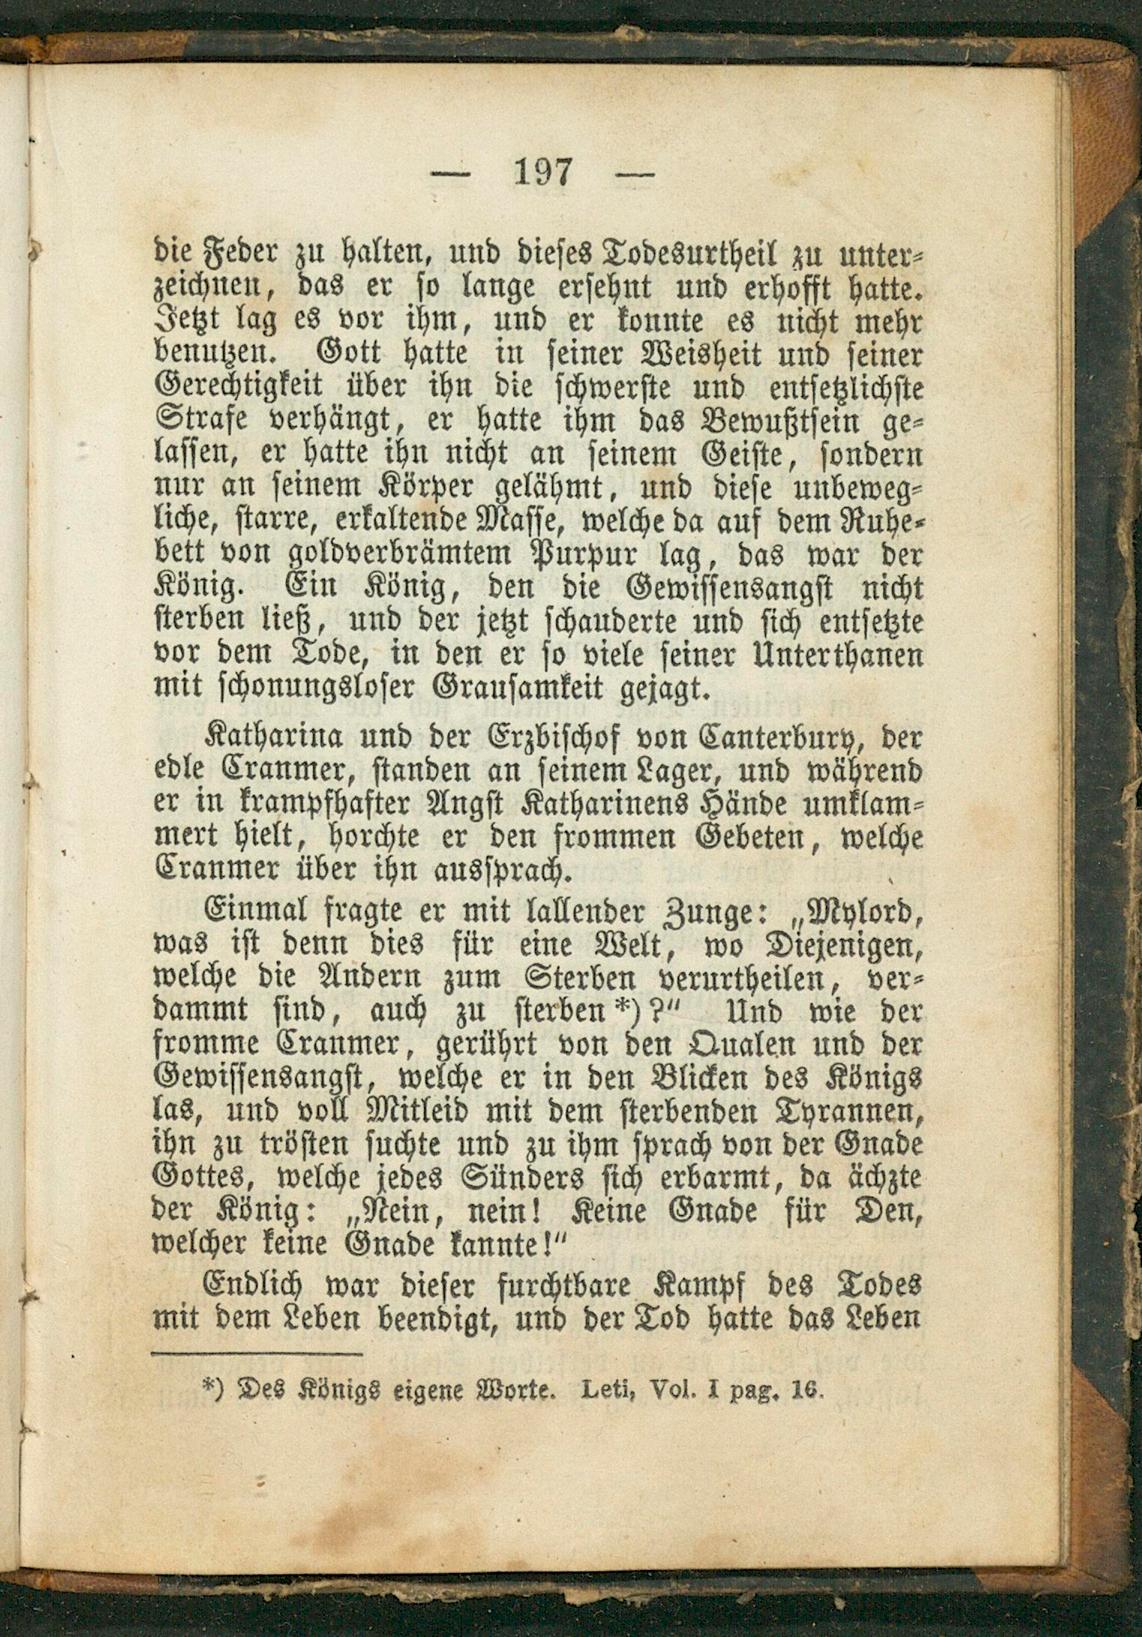 — 197 —
die Feder zu halten, und dieses Todesurtheil zu unter-
zeichnen, das er so lange ersehnt und erhofft hatte.
Jetzt lag es vor ihm, und er konnte es nicht mehr
benutzen. Gott hatte in seiner Weisheit und seiner
Gerechtigkeit über ihn die schwerste und entsetzlichste
Strafe verhängt, er hatte ihm das Bewußtsein ge-
lassen, er hatte ihn nicht an seinem Geiste, sondern
nur an seinem Körper gelähmt, und diese unbeweg-
liche, starre, erkaltende Masse, welche da auf dem Ruhe-
bett von goldverbrämtem Purpur lag, das war der
König. Ein König, den die Gewissensangst nicht
sterben ließ, und der jetzt schauderte und sich entsetzte
vor dem Tode, in den er so viele seiner Unterthanen
mit schonungsloser Grausamkeit gejagt.
Katharina und der Erzbischof von Canterbury, der
edle Cranmer, standen an seinem Lager, und während
er in krampfhafter Angst Katharinens Hände umklam-
mert hielt, horchte er den frommen Gebeten, welche
Cranmer über ihn aussprach.
Einmal fragte er mit lallender Zunge: „Mylord,
was ist denn dies für eine Welt, wo Diejenigen,
welche die Andern zum Sterben verurtheilen, ver-
dammt sind, auch zu sterben *)?“ Und wie der
fromme Cranmer, gerührt von den Qualen und der
Gewissensangst, welche er in den Blicken des Königs
las, und voll Mitleid mit dem sterbenden Tyrannen,
ihn zu trösten suchte und zu ihm sprach von der Gnade
Gottes, welche jedes Sünders sich erbarmt, da ächzte
der König: „Nein, nein! Keine Gnade für Den,
welcher keine Gnade kannte!“
Endlich war dieser furchtbare Kampf des Todes
mit dem Leben beendigt, und der Tod hatte das Leben
*) Des Königs eigene Worte. Leti, Vol. I pag. 16.